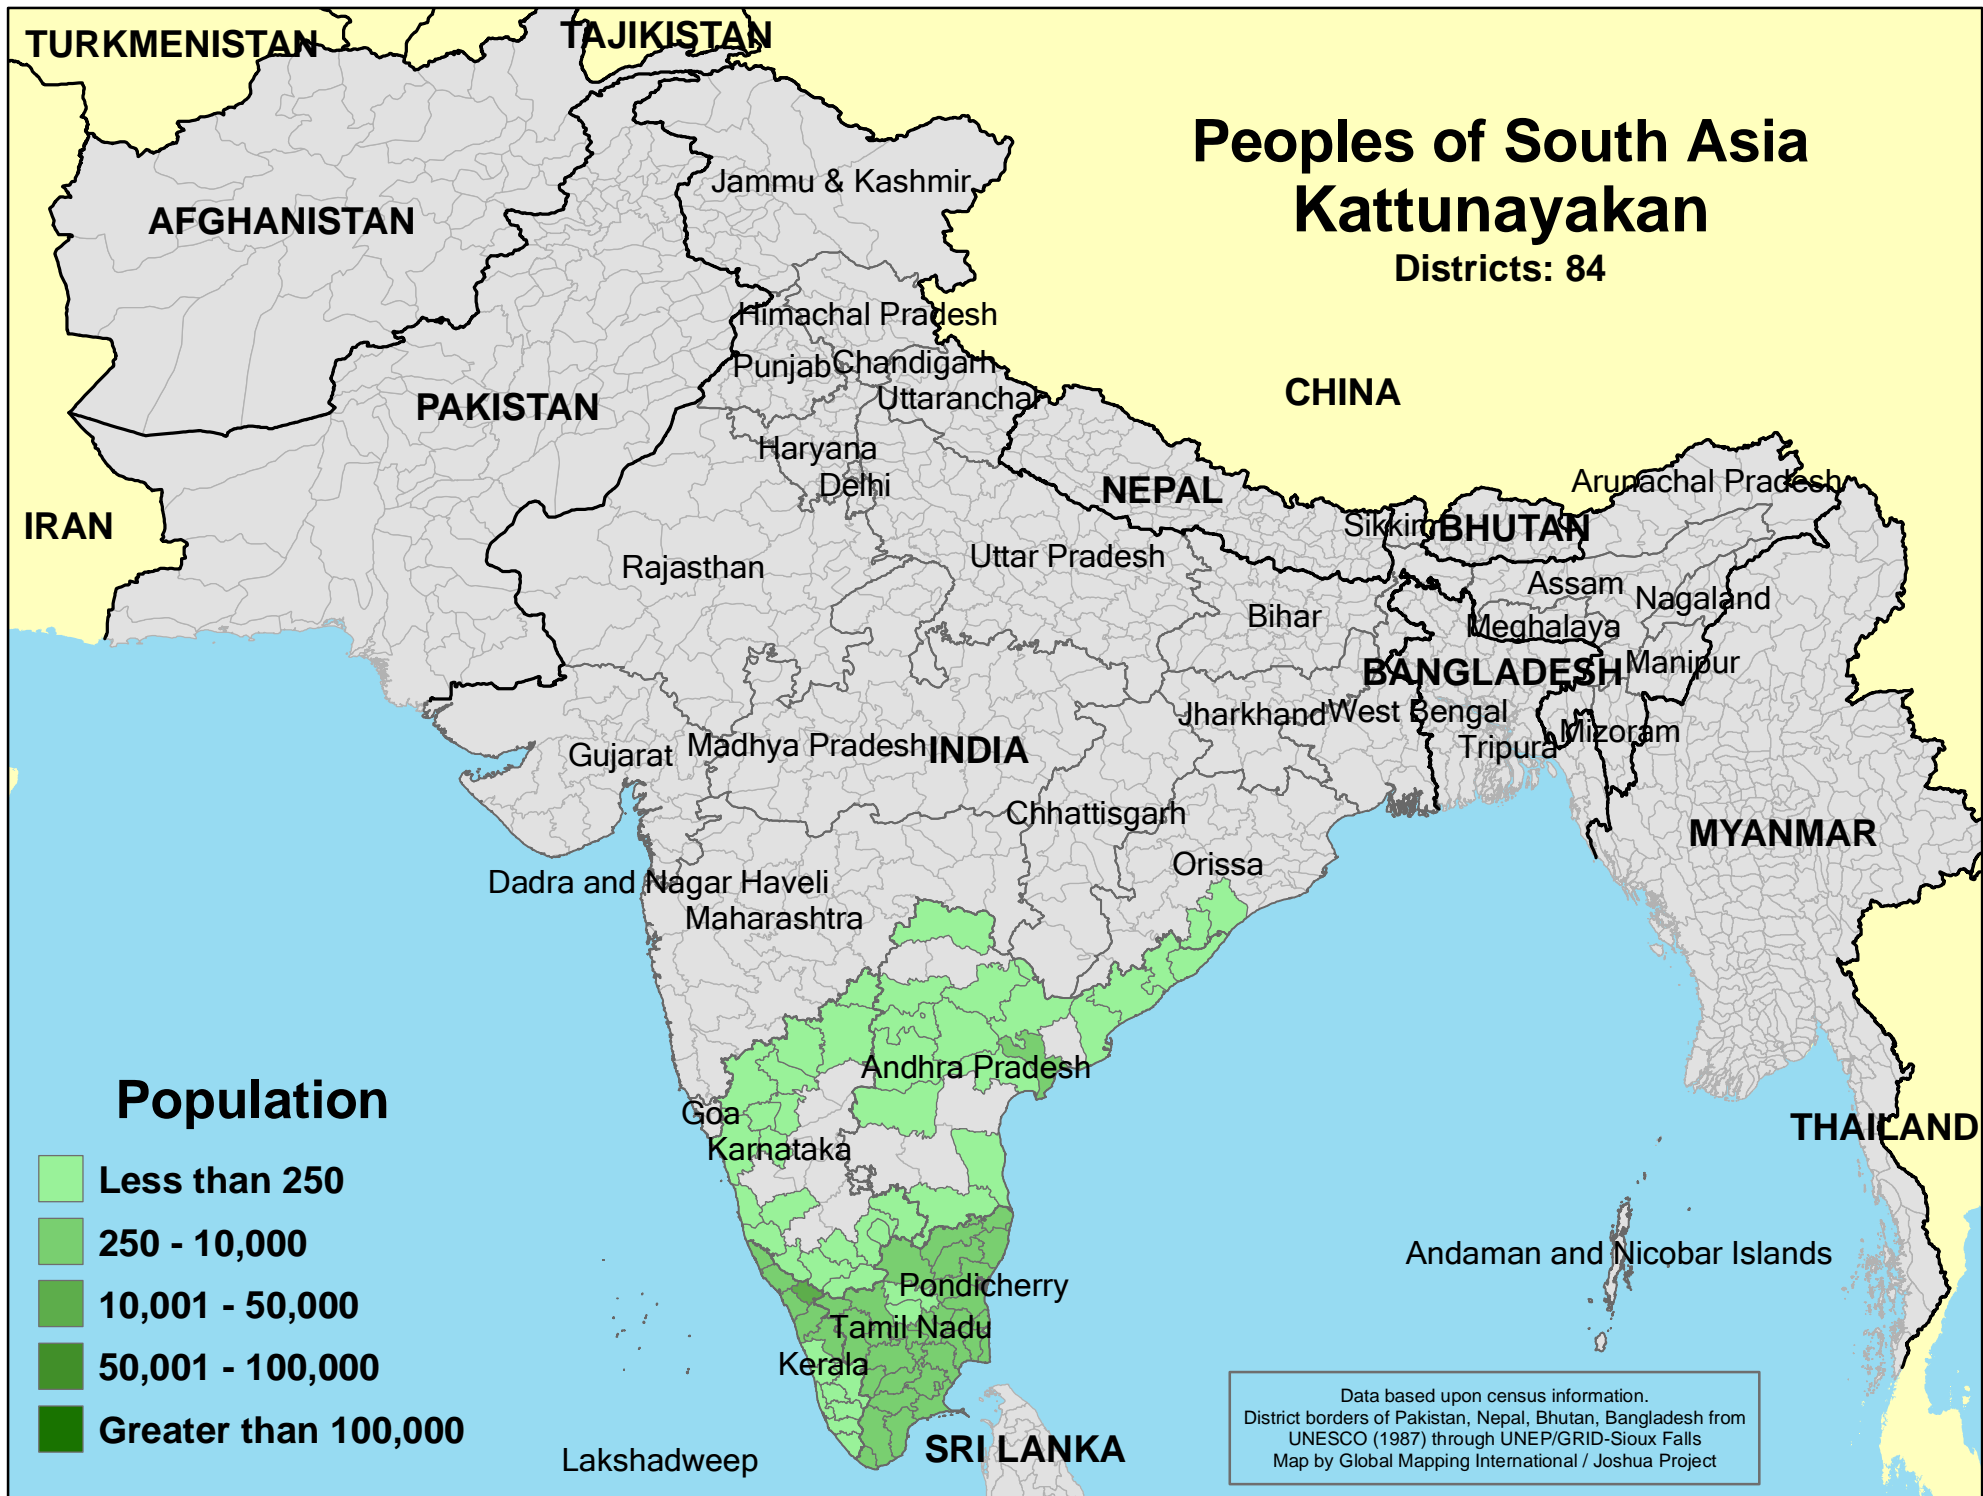 TURKMENISTAN
TAJIKISTAN
Peoples of South Asia
Kattunayakan
Districts: 84
Jammu & Kashmir
AFGHANISTAN
Himachal Pradesh
Punjab
Chandigarh
Uttaranchal
CHINA
PAKISTAN
Haryana
Delhi
NEPAL
Arunachal Pradesh
IRAN
Sikkim
BHUTAN
Rajasthan
Uttar Pradesh
Assam
Nagaland
Bihar
Meghalaya
BANGLADESH
Manipur
Jharkhand
West Bengal
Mizoram
Tripura
Gujarat
Madhya Pradesh
INDIA
Chhattisgarh
MYANMAR
Orissa
Dadra and Nagar Haveli
Maharashtra
Andhra Pradesh
Goa
Karnataka
THAILAND
Andaman and Nicobar Islands
Pondicherry
Tamil Nadu
Kerala
Lakshadweep
SRI LANKA
Population
Less than 250
250 - 10,000
10,001 - 50,000
50,001 - 100,000
Greater than 100,000
Data based upon census information.
District borders of Pakistan, Nepal, Bhutan, Bangladesh from
UNESCO (1987) through UNEP/GRID-Sioux Falls
Map by Global Mapping International / Joshua Project